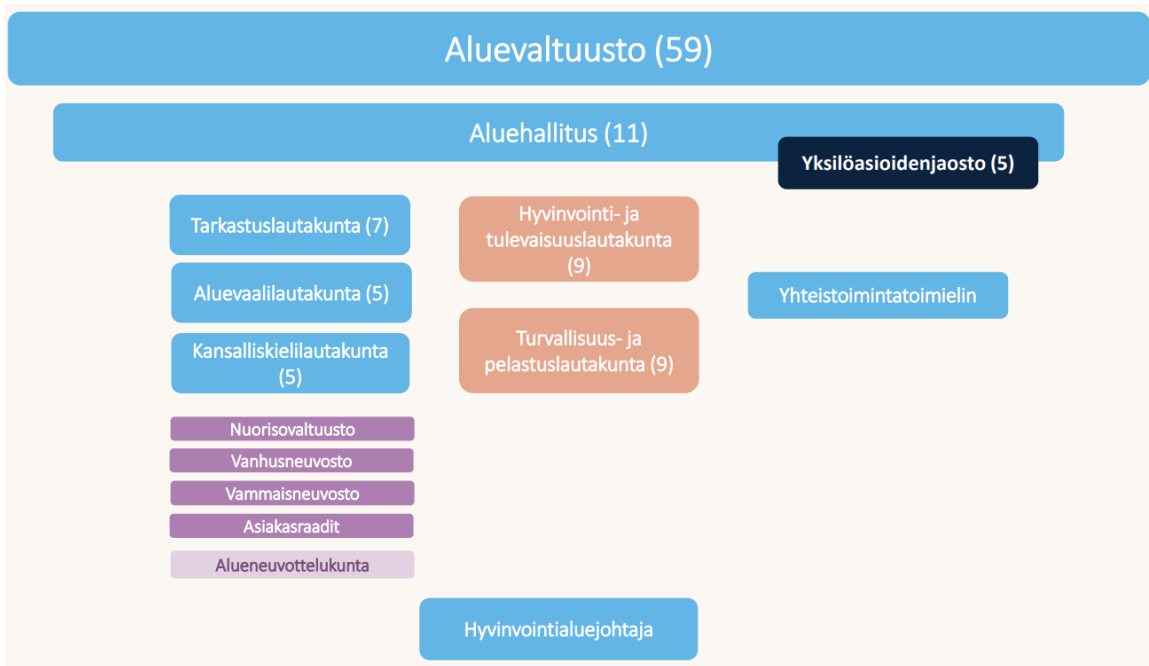 Aluevaltuusto (59)
Aluehallitus (11)
Yksilöasioidenjaosto (5)
Tarkastuslautakunta (7)
Aluevaalilautakunta (5)
Kansalliskielilautakunta
(5)
Nuorisovaltuusto
Vanhusneuvosto
Vammaisneuvosto
Asiakasraadit
Alueneuvottelukunta
Hyvinvointi- ja
tulevaisuuslautakunta
(9)
Turvallisuus- ja
pelastuslautakunta (9)
Yhteistoimintatoimielin
Hyvinvointialuejohtaja